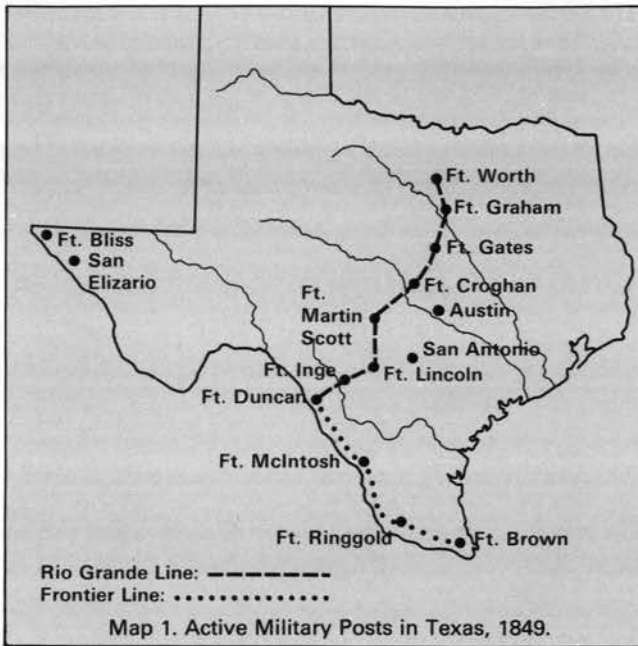 Ft. Worth
Ft. Graham
Ft. Bliss
San
Elizario
Ft. Gates
Ft. Croghan
Ft.
Martin
Scott
Austin
San Antonio
Ft. Inge
Ft. Lincoln
Ft. Duncan
Ft. McIntosh
Ft. Ringgold
Ft. Brown
Rio Grande Line:
Frontier Line:
Map 1. Active Military Posts in Texas, 1849.